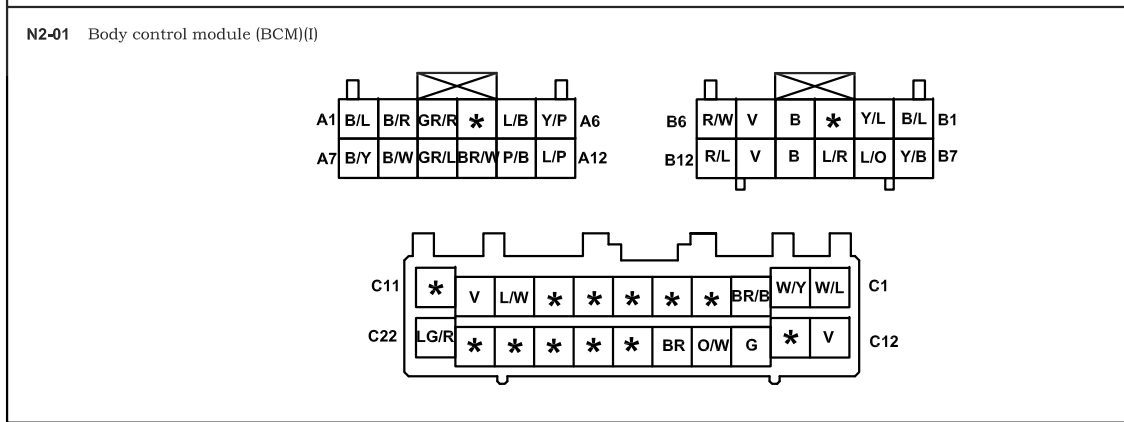 N2-01 Body control module (BCM)(I)
A1 B/L B/R GR/R * L/B Y/P A6
A7 B/Y B/W GR/L BR/W P/B L/P A12
B6 R/W V B * Y/L B/L B1
B12 R/L V B L/R L/O Y/B B7
C11 * V L/W * * * * * BR/B W/Y W/L C1
C22 LG/R * * * * * BR O/W G * V C12